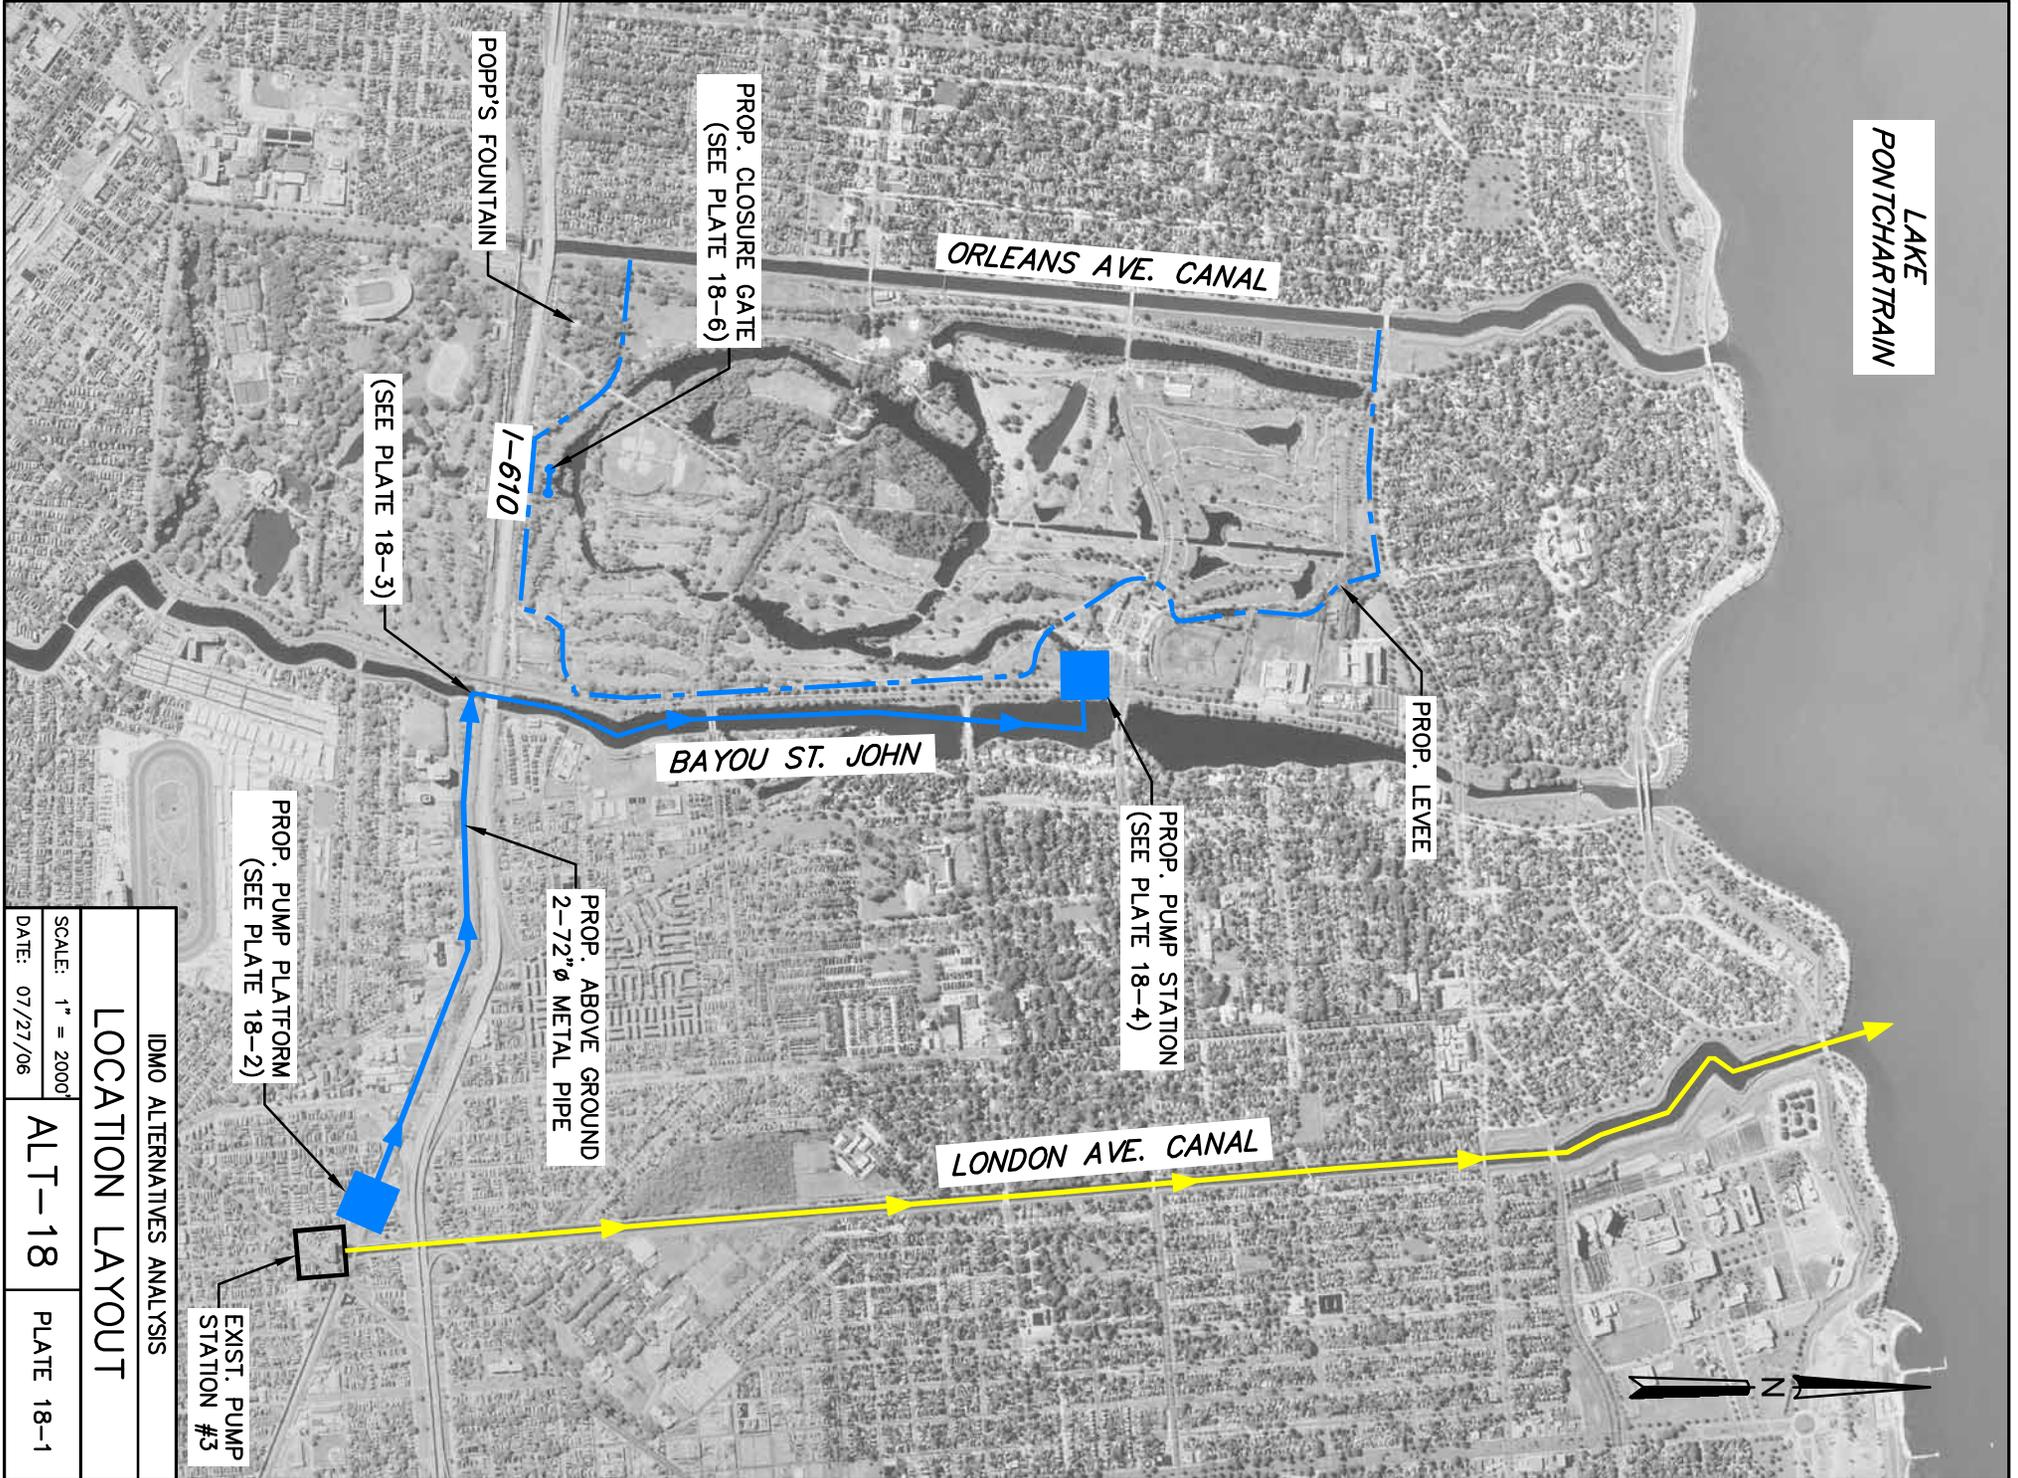 LAKE
PONTCHARTRAIN
POPP'S FOUNTAIN
PROP. CLOSURE GATE
(SEE PLATE 18-6)
ORLEANS AVE. CANAL
I-610
(SEE PLATE 18-3)
BAYOU ST. JOHN
PROP. LEVEE
PROP. PUMP STATION
(SEE PLATE 18-4)
PROP. ABOVE GROUND
2-72"ø METAL PIPE
PROP. PUMP PLATFORM
(SEE PLATE 18-2)
LONDON AVE. CANAL
EXIST. PUMP
STATION #3
N
IDMO ALTERNATIVES ANALYSIS
LOCATION LAYOUT
SCALE: 1" = 2000'
DATE: 07/27/06
ALT-18
PLATE 18-1